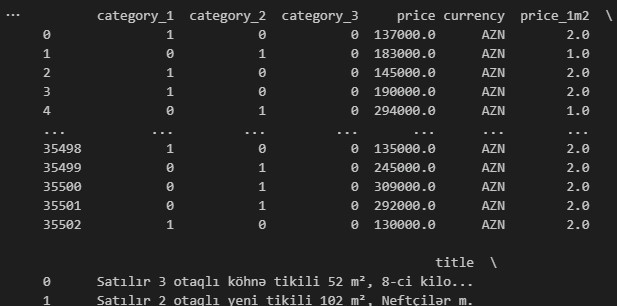 ...
category_1 category_2 category_3 price currency price_1m2 \
0 1 0 0 137000.0 AZN 2.0
1 0 1 0 183000.0 AZN 1.0
2 1 0 0 145000.0 AZN 2.0
3 1 0 0 190000.0 AZN 2.0
4 0 1 0 294000.0 AZN 1.0
... ... ... ... ... ... ...
35498 1 0 0 135000.0 AZN 2.0
35499 0 1 0 245000.0 AZN 2.0
35500 0 1 0 309000.0 AZN 2.0
35501 0 1 0 292000.0 AZN 2.0
35502 1 0 0 130000.0 AZN 2.0
title \
0 Satılır 3 otaqlı köhnə tikili 52 m², 8-ci kilo...
1 Satılır 2 otaqlı yeni tikili 102 m², Neftçilər m.